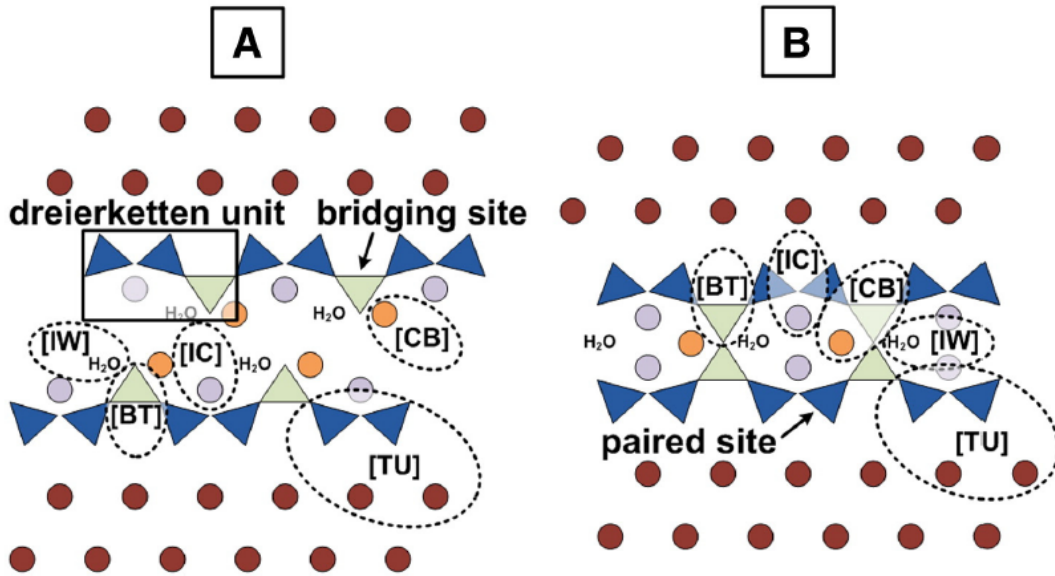 A
B
dreierketten unit
bridging site
H₂O
H₂O
[CB]
[IW]
H₂O
[IC]
H₂O
[BT]
[TU]
[IC]
[BT]
[CB]
H₂O
H₂O
H₂O
[IW]
paired site
[TU]